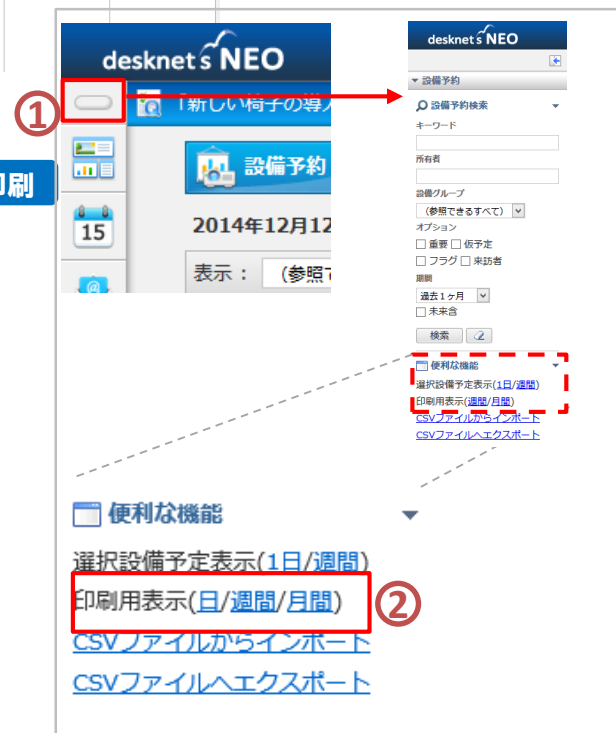 desknet's NEO
①
「新しい椅子の導入
印刷
設備予約
15
2014年12月12
表示： (参照で
desknet's NEO
設備予約
設備予約検索
キーワード
所有者
設備グループ
(参照できるすべて)
オプション
重要 仮予定
フラグ 来訪者
期間
過去１ヶ月
未来含
検索
便利な機能
選択設備予定表示(1日/週間)
印刷用表示(週間/月間)
CSVファイルからインポート
CSVファイルへエクスポート
便利な機能
選択設備予定表示(1日/週間)
印刷用表示(日/週間/月間)
②
CSVファイルからインポート
CSVファイルへエクスポート